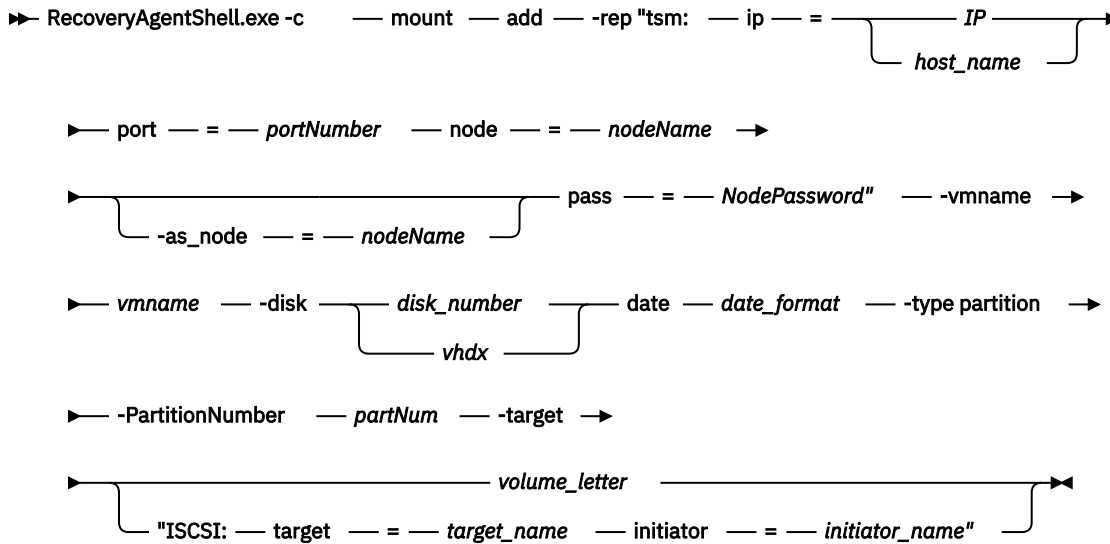 RecoveryAgentShell.exe -c mount add -rep "tsm: ip = IP
host_name
port = portNumber node = nodeName
pass = NodePassword" -vmname
-as_node = nodeName
vmname -disk disk_number date date_format -type partition
vhdx
-PartitionNumber partNum -target
volume_letter
"ISCSI: target = target_name initiator = initiator_name"